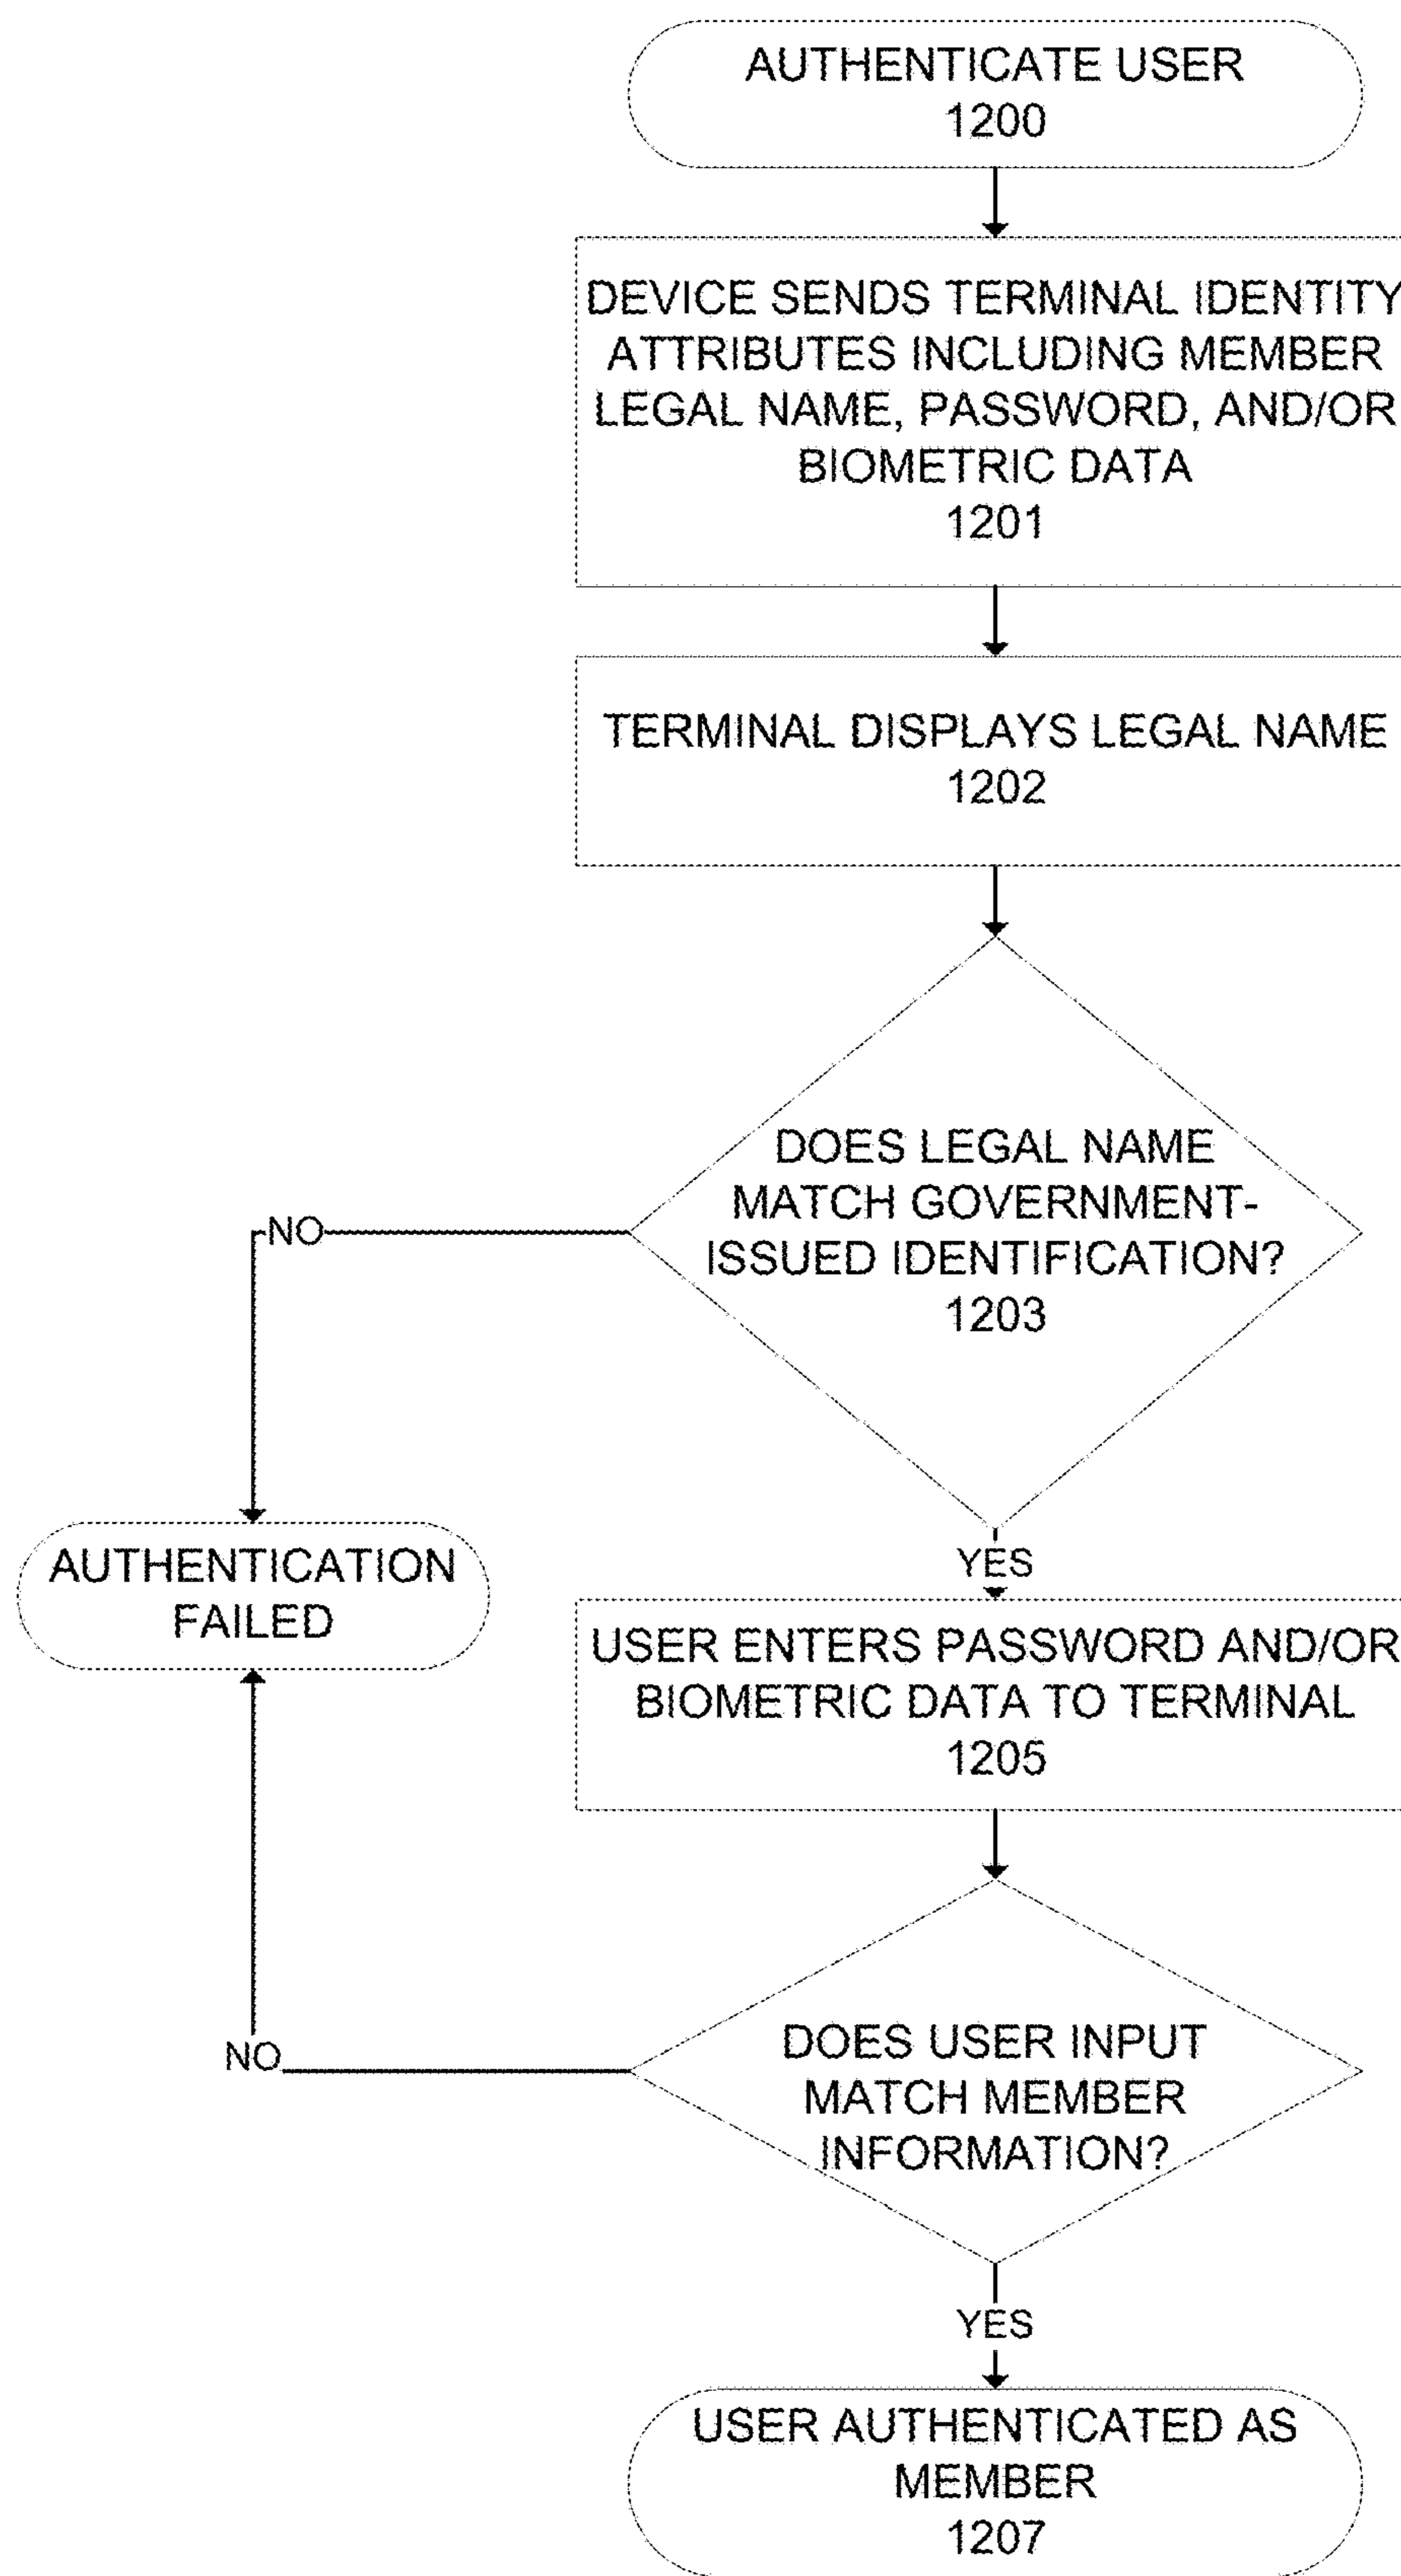 AUTHENTICATE USER
1200
DEVICE SENDS TERMINAL IDENTITY
ATTRIBUTES INCLUDING MEMBER
LEGAL NAME, PASSWORD, AND/OR
BIOMETRIC DATA
1201
TERMINAL DISPLAYS LEGAL NAME
1202
DOES LEGAL NAME
MATCH GOVERNMENT-
ISSUED IDENTIFICATION?
1203
NO
YES
AUTHENTICATION
FAILED
USER ENTERS PASSWORD AND/OR
BIOMETRIC DATA TO TERMINAL
1205
DOES USER INPUT
MATCH MEMBER
INFORMATION?
NO
YES
USER AUTHENTICATED AS
MEMBER
1207